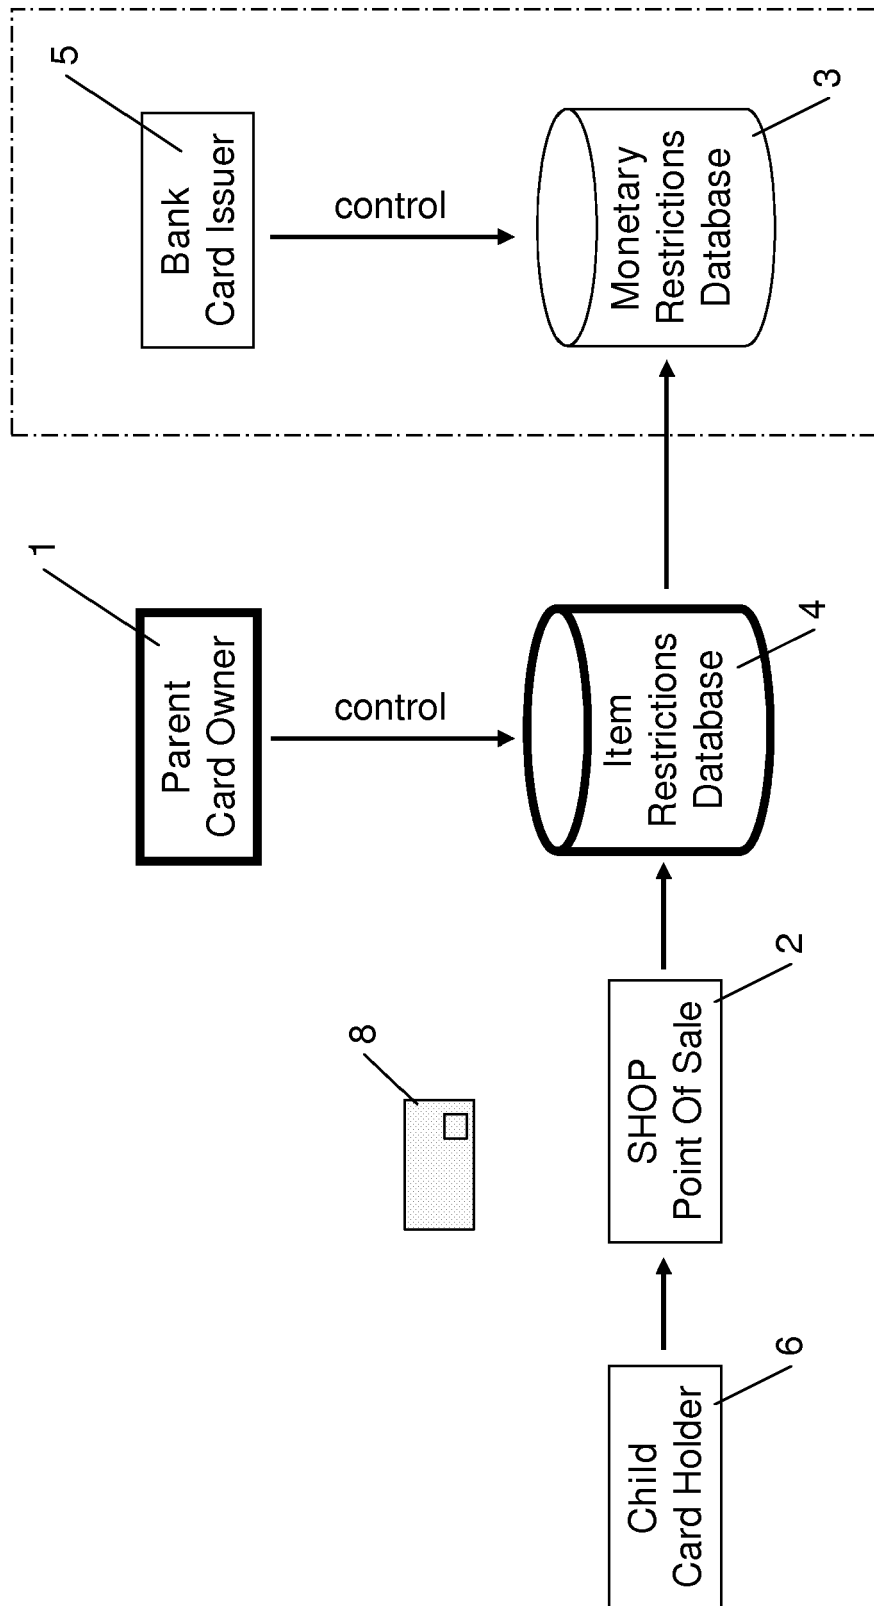 5
Bank
Card Issuer
control
Monetary
Restrictions
Database
3
1
Parent
Card Owner
control
Item
Restrictions
Database
4
8
SHOP
Point Of Sale
2
Child
Card Holder
6